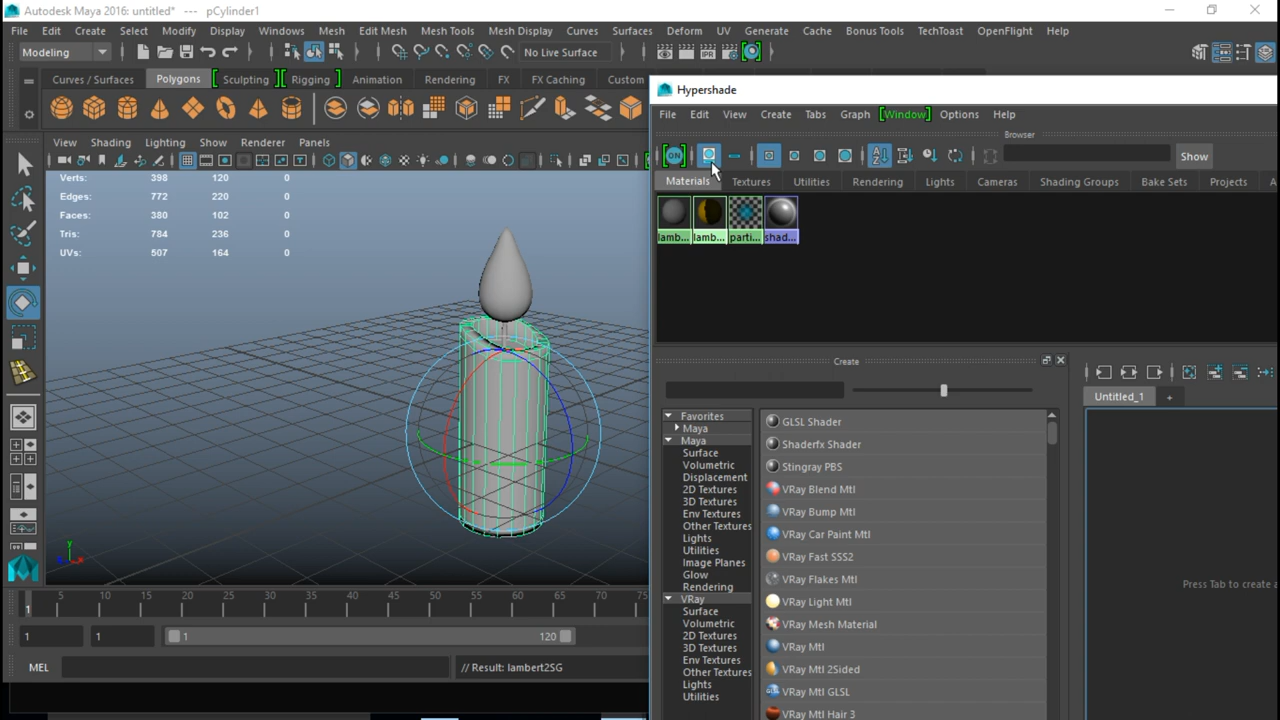 Autodesk Maya 2016: untitled* --- pCylinder1
File Edit Create Select Modify Display Windows Mesh Edit Mesh Mesh Tools Mesh Display Curves Surfaces Deform UV Generate Cache Bonus Tools TechToast OpenFlight Help
Modeling No Live Surface IPR
Curves / Surfaces Polygons Sculpting Rigging Animation Rendering FX FX Caching Custom
Hypershade
File Edit View Create Tabs Graph [Window] Options Help
Browser
ON Show
Materials Textures Utilities Rendering Lights Cameras Shading Groups Bake Sets Projects A
lamb... lamb... parti... shad...
View Shading Lighting Show Renderer Panels
Verts: 398 120 0
Edges: 772 220 0
Faces: 380 102 0
Tris: 784 236 0
UVs: 507 164 0
Create
Untitled_1 +
Favorites
Maya
Maya
Surface
Volumetric
Displacement
2D Textures
3D Textures
Env Textures
Other Textures
Lights
Utilities
Image Planes
Glow
Rendering
VRay
Surface
Volumetric
2D Textures
3D Textures
Env Textures
Other Textures
Lights
Utilities
GLSL Shader
Shaderfx Shader
Stingray PBS
VRay Blend Mtl
VRay Bump Mtl
VRay Car Paint Mtl
VRay Fast SSS2
VRay Flakes Mtl
VRay Light Mtl
VRay Mesh Material
VRay Mtl
VRay Mtl 2Sided
VRay Mtl GLSL
VRay Mtl Hair 3
Press Tab to create a
y
1 5 10 15 20 25 30 35 40 45 50 55 60 65 70 75
1 1 1 120
MEL // Result: lambert2SG